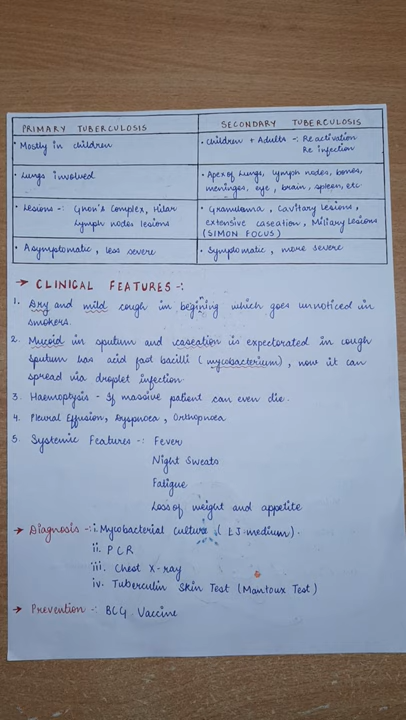 PRIMARY TUBERCULOSIS
SECONDARY TUBERCULOSIS
• Mostly in children
• Children + Adults -: Reactivation
Re infection
• Lungs involved
• Apex of lungs, lymph nodes, bones,
meninges, eye, brain, spleen, etc
• Lesions -: Ghon's Complex, Hilar
lymph nodes lesions
• Granuloma, Cavitary lesions,
extensive caseation, Miliary lesions
(SIMON FOCUS)
• Asymptomatic, less severe
• Symptomatic, more severe
→ CLINICAL FEATURES -:
1. Dry and mild cough in begining which goes unnoticed in
smokers.
2. Mucoid in sputum and caseation is expectorated in cough
sputum has acid fast bacilli (mycobacterium), now it can
spread via droplet infection
3. Haemoptysis - If massive patient can even die.
4. Pleural Effusion, Dyspnoea, Orthopnoea
5. Systemic Features -: Fever
Night Sweats
Fatigue
Loss of weight and appetite
→ Diagnosis -: i. Mycobacterial Culture (LJ medium).
ii. PCR
iii. Chest X-ray
iv. Tuberculin Skin Test (Mantoux Test)
→ Prevention -: BCG Vaccine